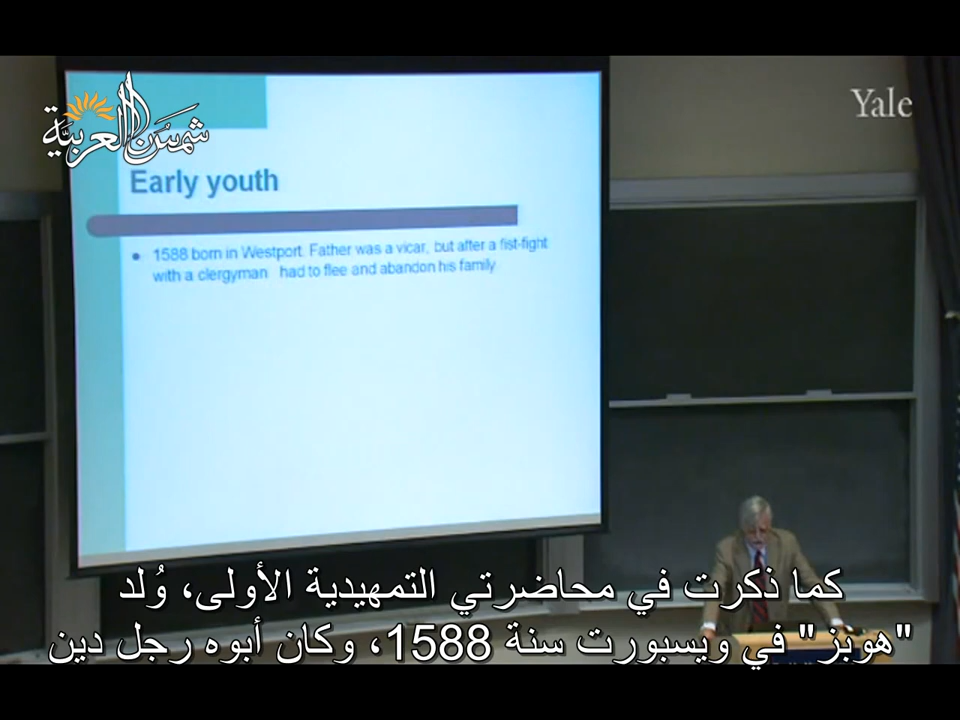 Yale
شمس العربية
Early youth
1588 born in Westport. Father was a vicar, but after a fist-fight
with a clergyman had to flee and abandon his family
كما ذكرت في محاضرتي التمهيدية الأولى، وُلد
"هوبز" في ويسبورت سنة 1588، وكان أبوه رجل دين